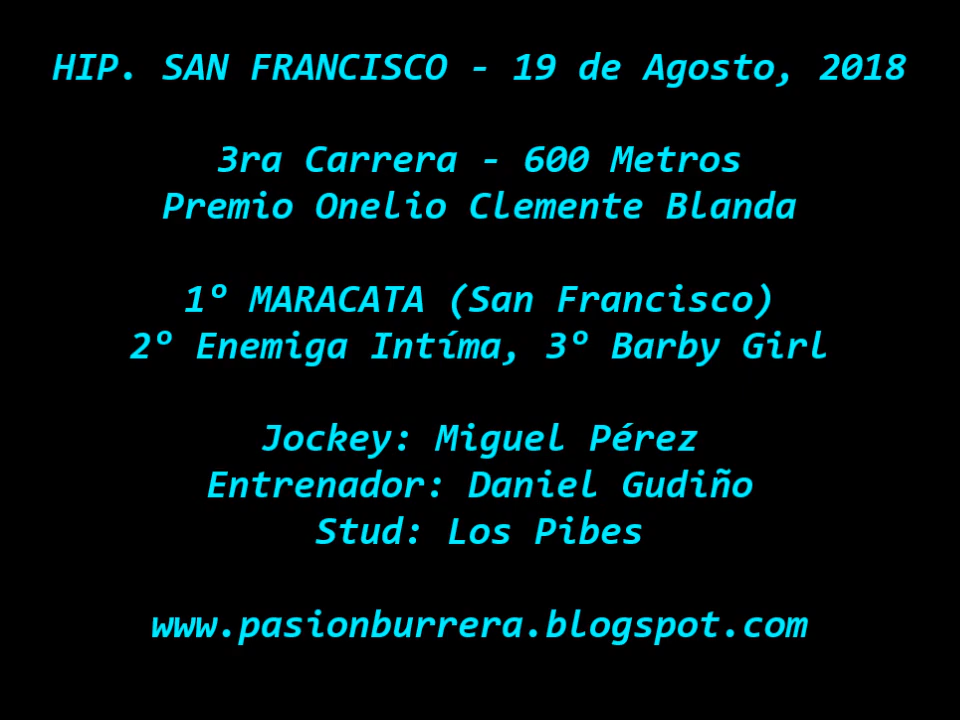 HIP. SAN FRANCISCO - 19 de Agosto, 2018
3ra Carrera - 600 Metros
Premio Onelio Clemente Blanda
1º MARACATA (San Francisco)
2º Enemiga Intíma, 3º Barby Girl
Jockey: Miguel Pérez
Entrenador: Daniel Gudiño
Stud: Los Pibes
www.pasionburrera.blogspot.com